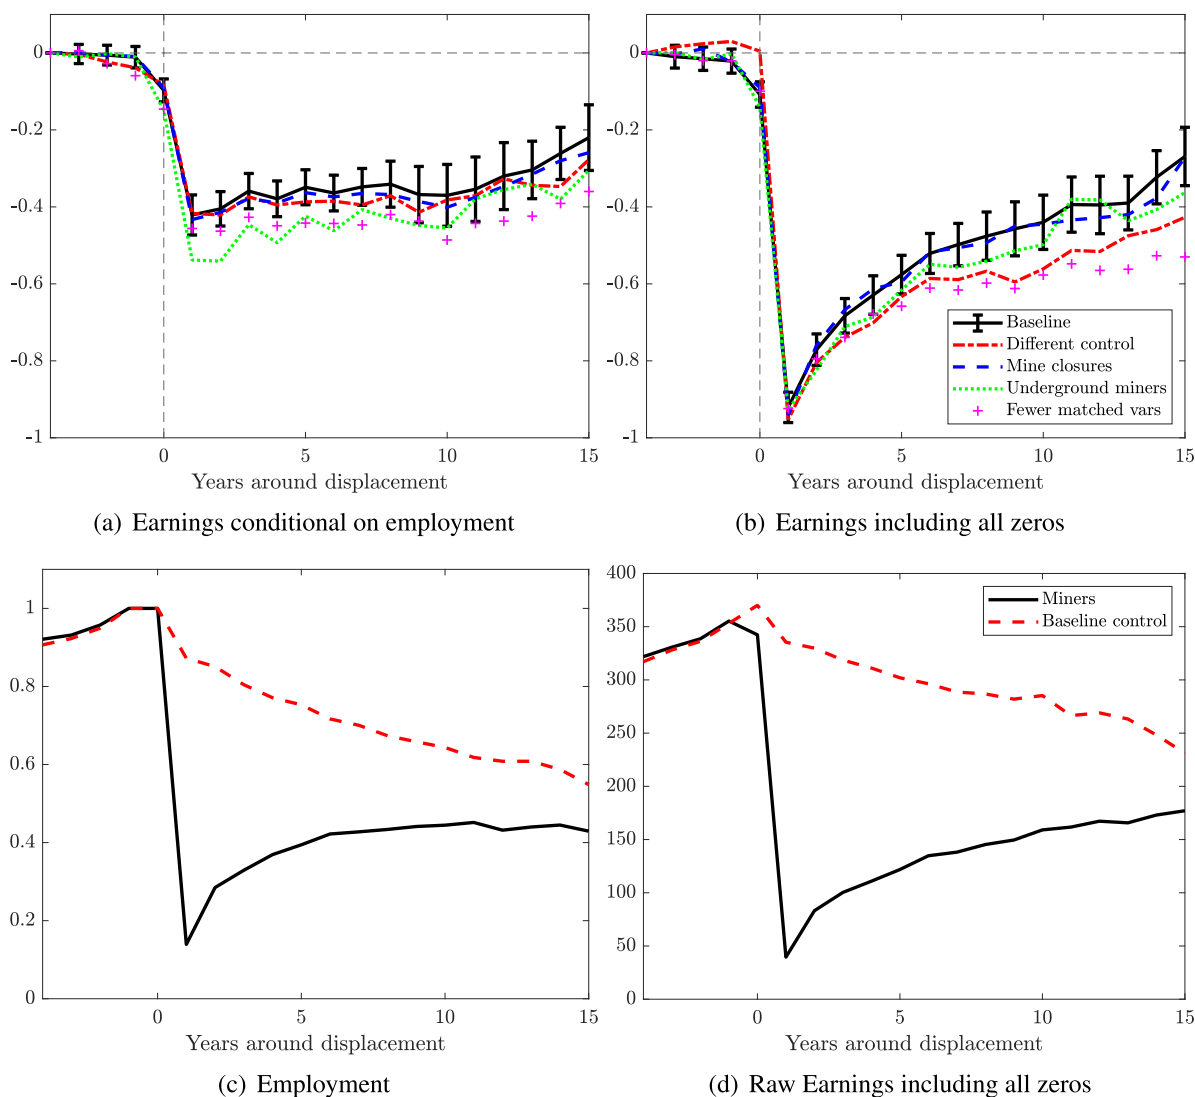 0
-0.2
-0.4
-0.6
-0.8
-1
0 5 10 15
Years around displacement
(a) Earnings conditional on employment
0
-0.2
-0.4
-0.6
-0.8
-1
Baseline
Different control
Mine closures
Underground miners
Fewer matched vars
0 5 10 15
Years around displacement
(b) Earnings including all zeros
1
0.8
0.6
0.4
0.2
0
0 5 10 15
Years around displacement
(c) Employment
400
350
300
250
200
150
100
50
0
Miners
Baseline control
0 5 10 15
Years around displacement
(d) Raw Earnings including all zeros